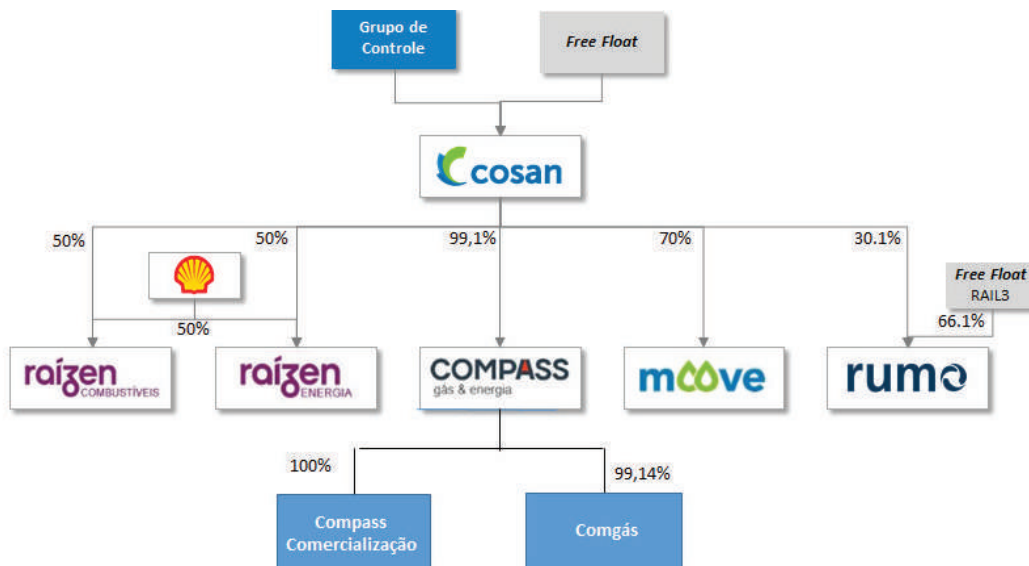 Grupo de
Controle
Free Float
cosan
50%
50%
99,1%
70%
30.1%
Free Float
RAIL3
50%
66.1%
raízen
COMBUSTÍVEIS
raízen
ENERGIA
COMPASS
gás & energia
moove
rumo
100%
99,14%
Compass
Comercialização
Comgás